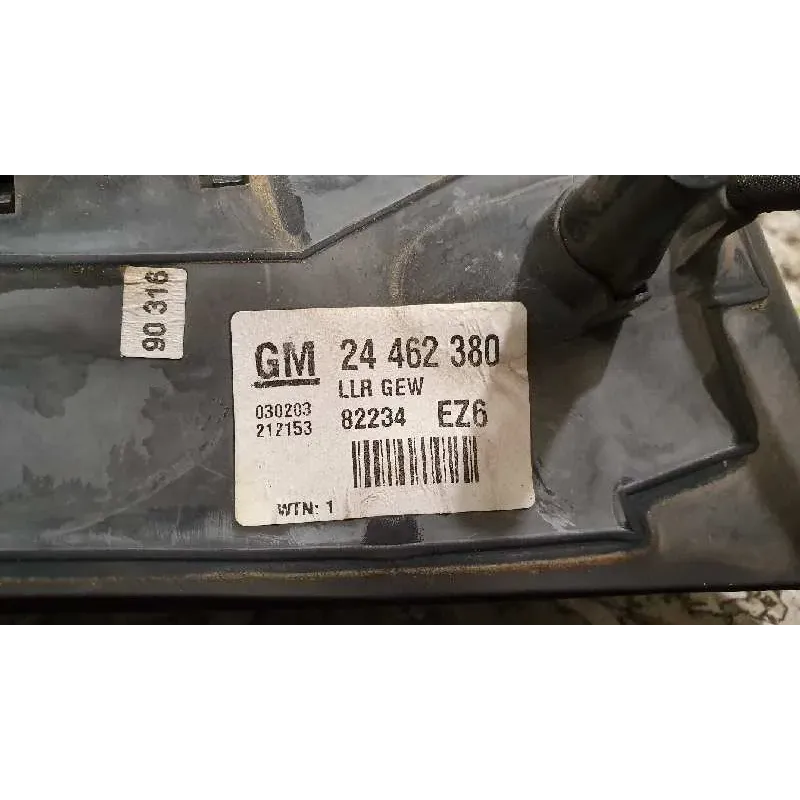 90 316
GM 24 462 380
LLR GEW
030203 82234 EZ6
212153
WTN: 1